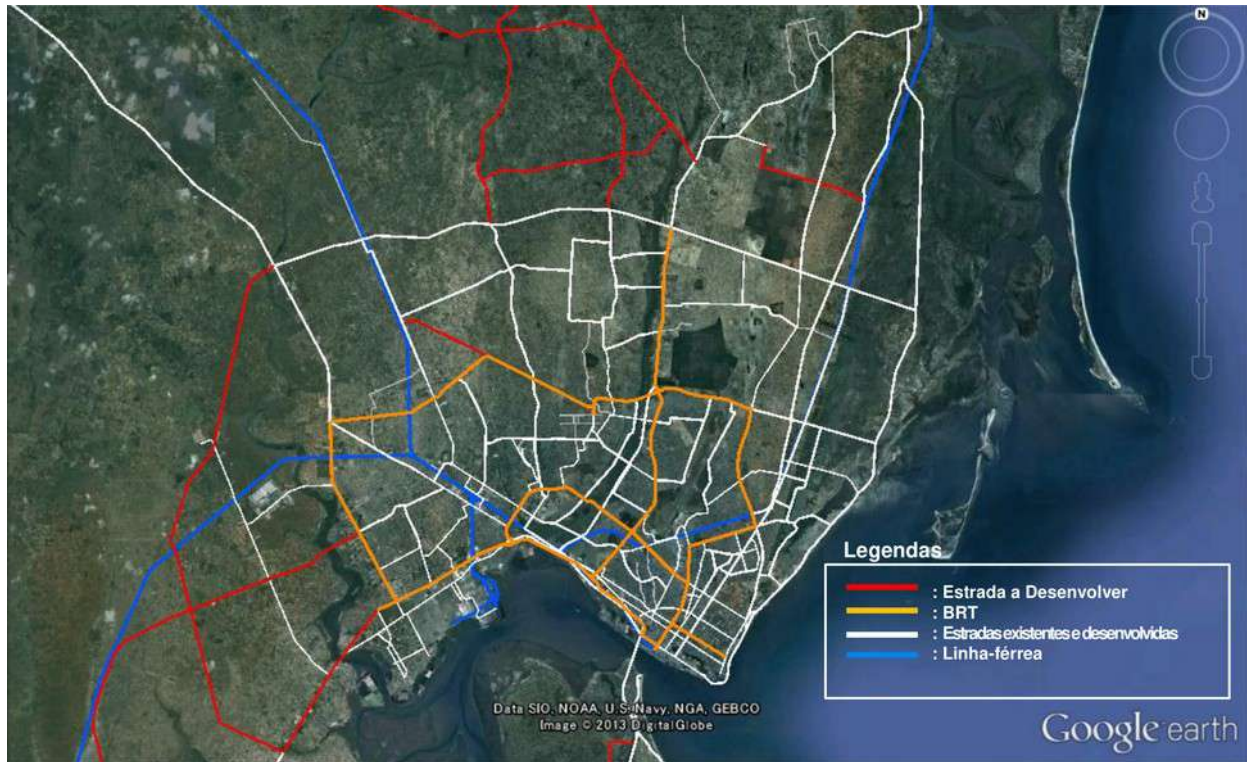 N
Legendas
: Estrada a Desenvolver
: BRT
: Estradas existentes e desenvolvidas
: Linha-férrea
Data SIO, NOAA, U.S. Navy, NGA, GEBCO
Image © 2013 DigitalGlobe
Google earth